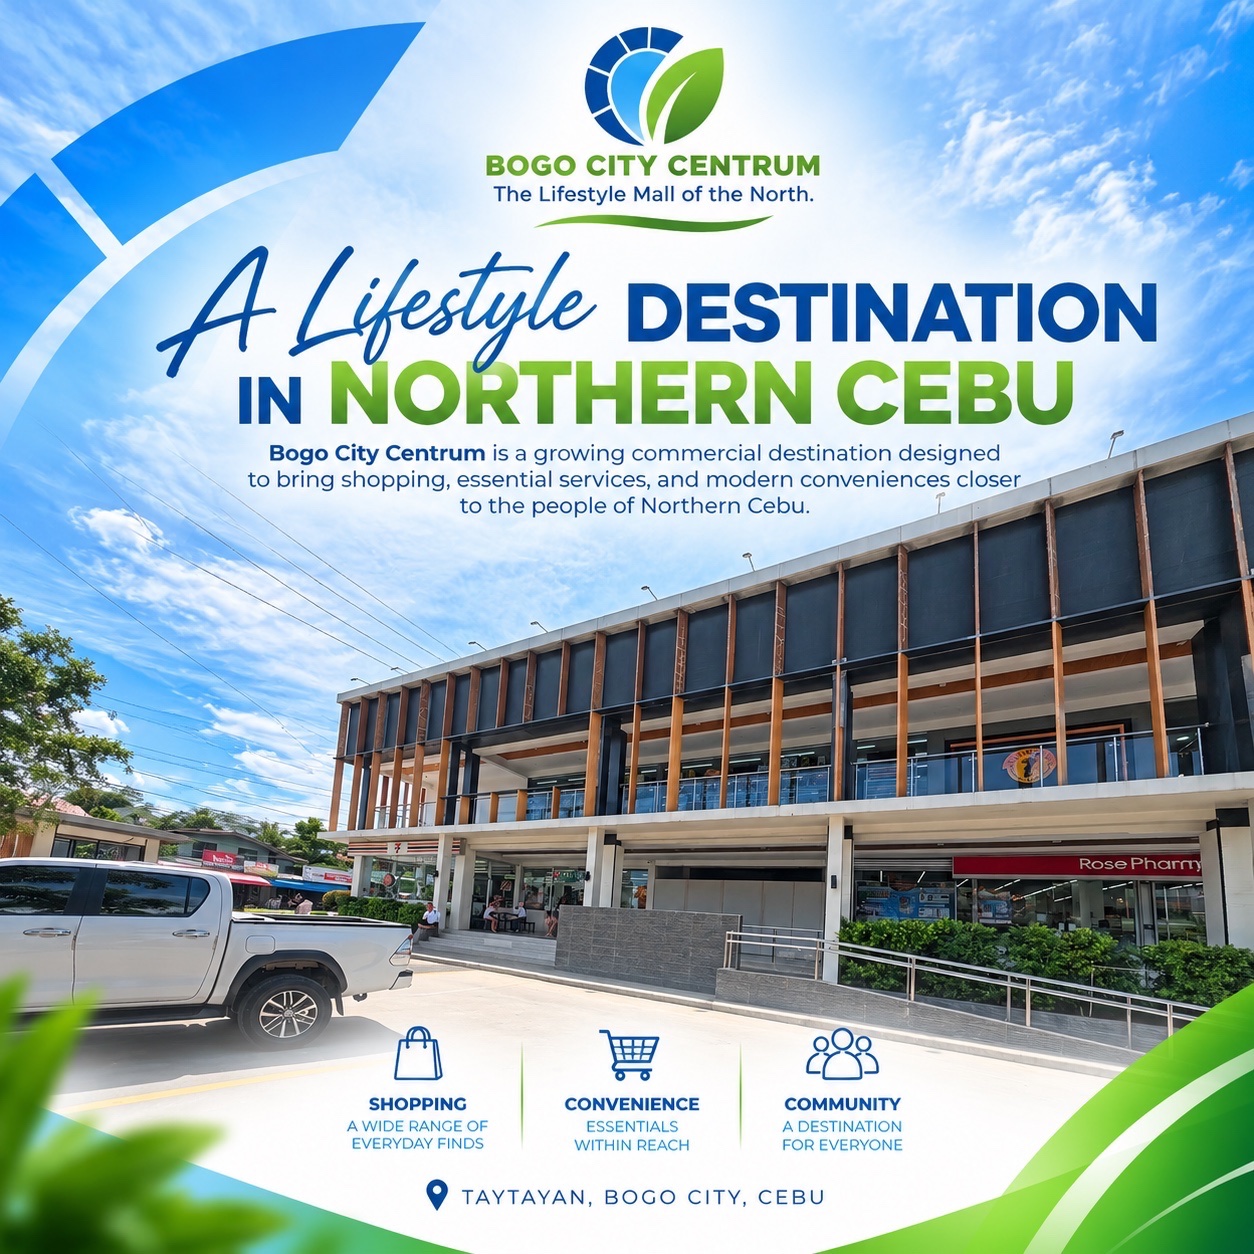 BOGO CITY CENTRUM
The Lifestyle Mall of the North.
A Lifestyle DESTINATION
IN NORTHERN CEBU
Bogo City Centrum is a growing commercial destination designed
to bring shopping, essential services, and modern conveniences closer
to the people of Northern Cebu.
Rose Pharmy
SHOPPING
A WIDE RANGE OF
EVERYDAY FINDS
CONVENIENCE
ESSENTIALS
WITHIN REACH
COMMUNITY
A DESTINATION
FOR EVERYONE
TAYTAYAN, BOGO CITY, CEBU